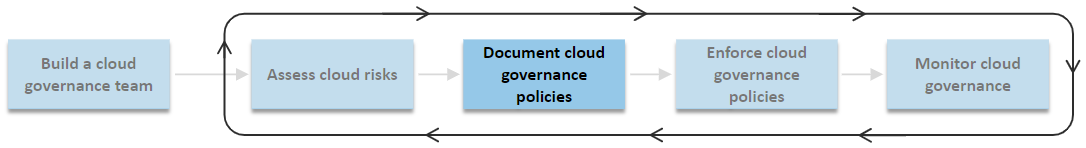 Build a cloud
governance team
Assess cloud risks
Document cloud
governance
policies
Enforce cloud
governance
policies
Monitor cloud
governance